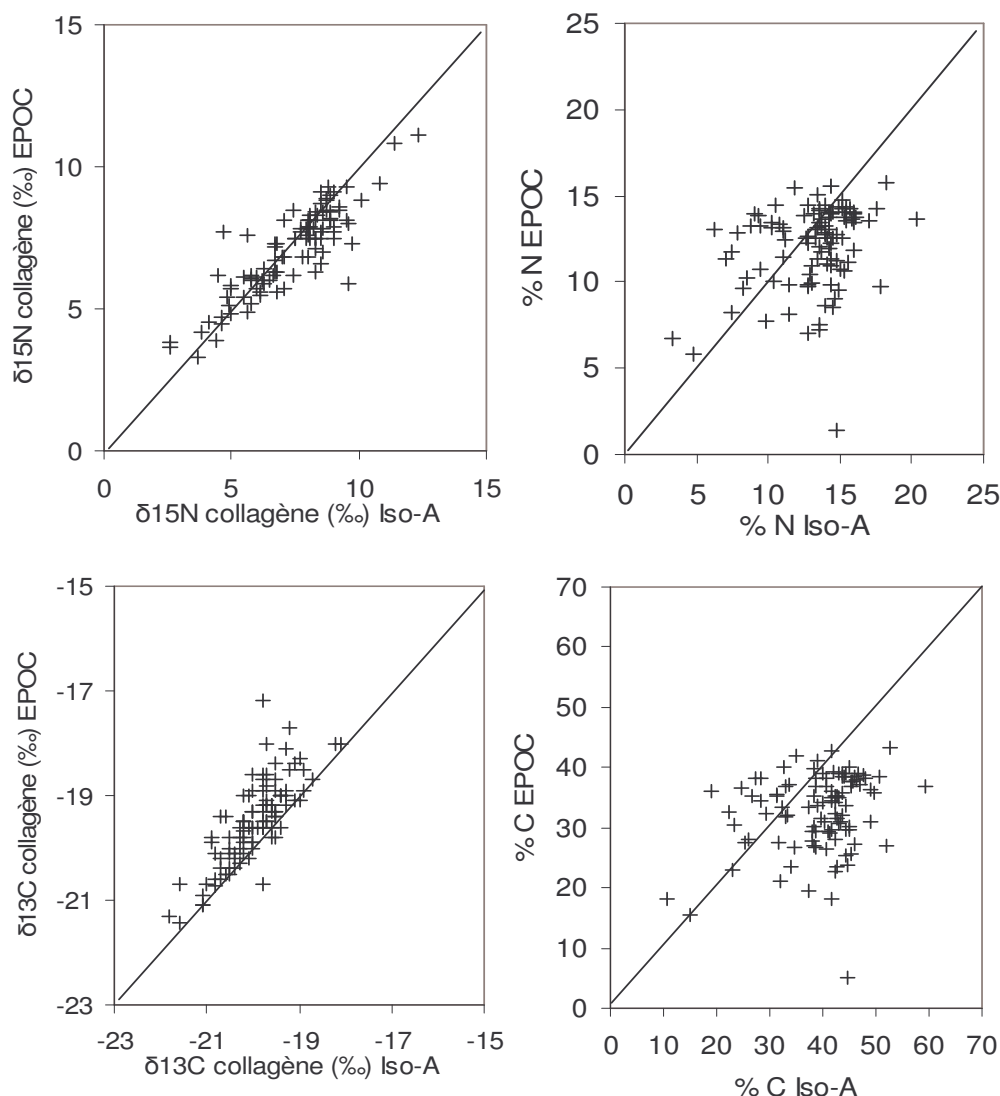 15
10
5
0
δ15N collagène (‰) EPOC
0 5 10 15
δ15N collagène (‰) Iso-A
25
20
15
10
5
0
% N EPOC
0 5 10 15 20 25
% N Iso-A
-15
-17
-19
-21
-23
δ13C collagène (‰) EPOC
-23 -21 -19 -17 -15
δ13C collagène (‰) Iso-A
70
60
50
40
30
20
10
0
% C EPOC
0 10 20 30 40 50 60 70
% C Iso-A